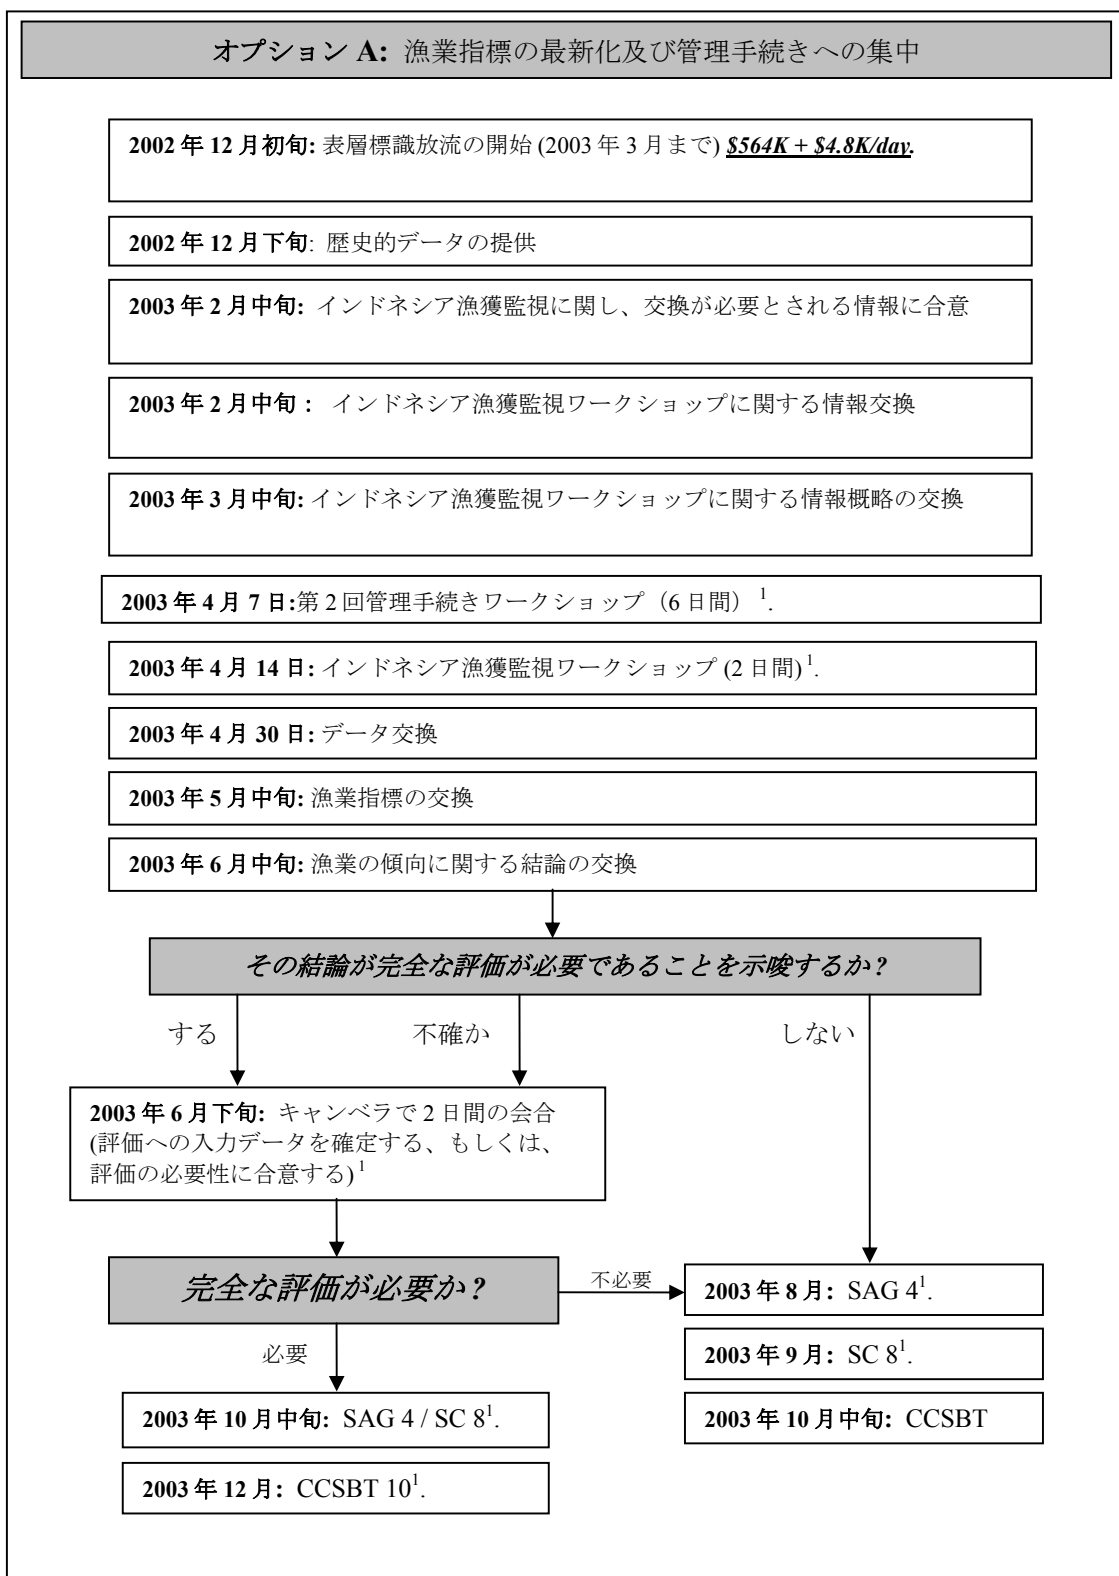 オプション A: 漁業指標の最新化及び管理手続きへの集中
2002 年 12 月初旬: 表層標識放流の開始 (2003 年 3 月まで) $564K + $4.8K/day.
2002 年 12 月下旬: 歴史的データの提供
2003 年 2 月中旬: インドネシア漁獲監視に関し、交換が必要とされる情報に合意
2003 年 2 月中旬 : インドネシア漁獲監視ワークショップに関する情報交換
2003 年 3 月中旬: インドネシア漁獲監視ワークショップに関する情報概略の交換
2003 年 4 月 7 日:第 2 回管理手続きワークショップ（6 日間）1.
2003 年 4 月 14 日: インドネシア漁獲監視ワークショップ (2 日間)1.
2003 年 4 月 30 日: データ交換
2003 年 5 月中旬: 漁業指標の交換
2003 年 6 月中旬: 漁業の傾向に関する結論の交換
その結論が完全な評価が必要であることを示唆するか?
する 不確か しない
2003 年 6 月下旬: キャンベラで 2 日間の会合
(評価への入力データを確定する、もしくは、
評価の必要性に合意する)1
完全な評価が必要か?
不必要
2003 年 8 月: SAG 41.
必要
2003 年 9 月: SC 81.
2003 年 10 月中旬: SAG 4 / SC 81.
2003 年 10 月中旬: CCSBT
2003 年 12 月: CCSBT 101.